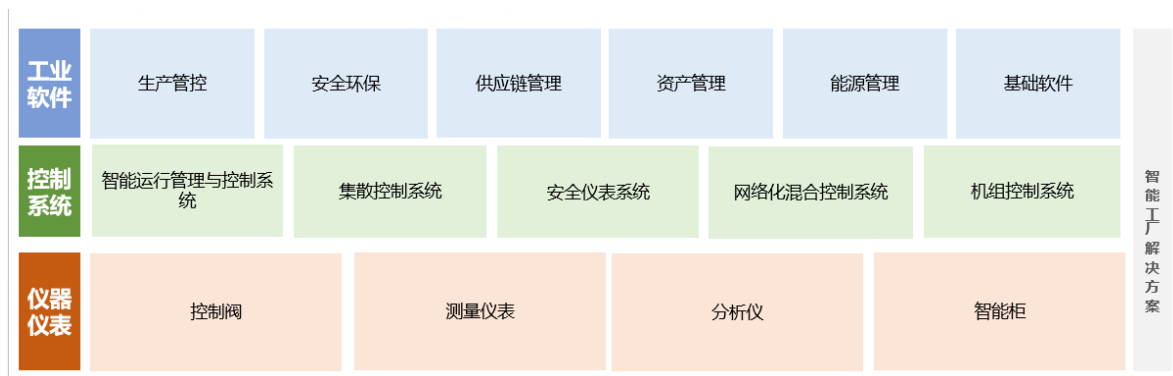 工业
软件
生产管控
安全环保
供应链管理
资产管理
能源管理
基础软件
控制
系统
智能运行管理与控制系
统
集散控制系统
安全仪表系统
网络化混合控制系统
机组控制系统
仪器
仪表
控制阀
测量仪表
分析仪
智能柜
智能工厂解决方案